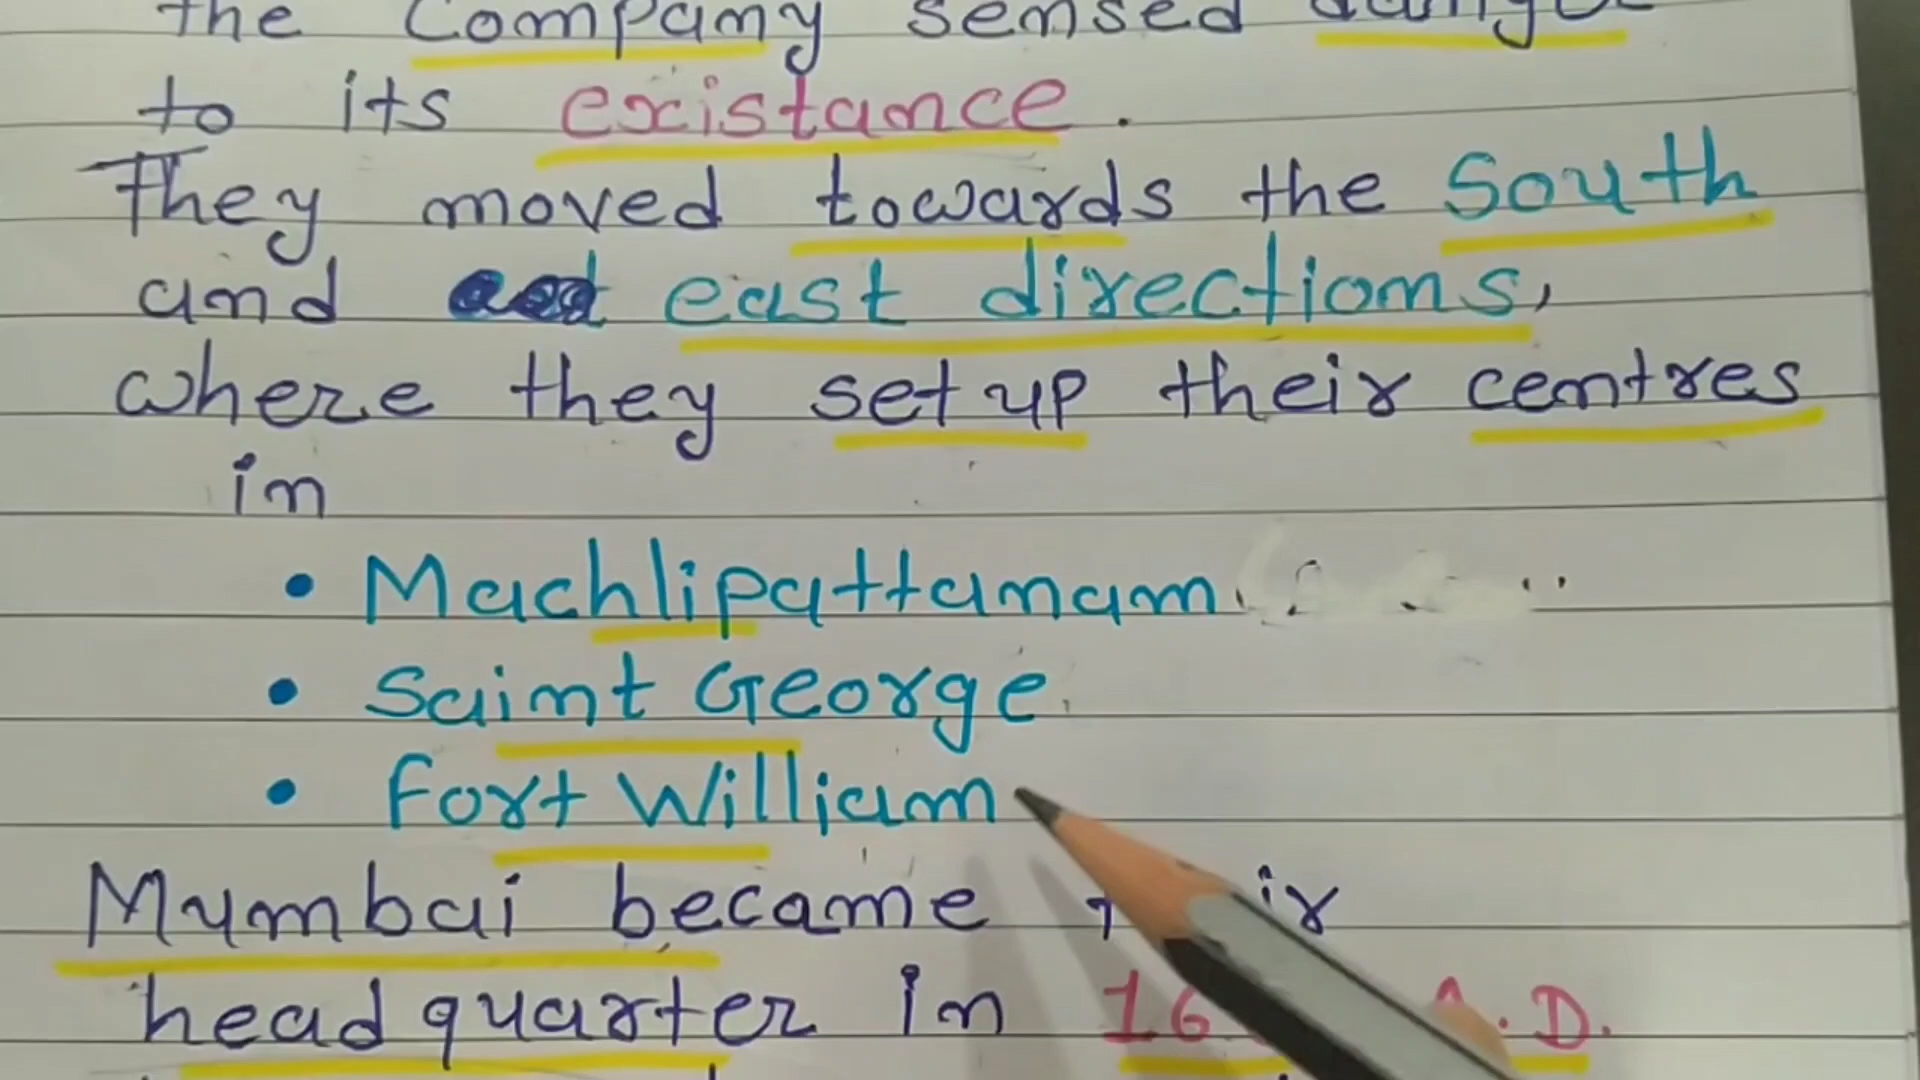 the Company sensed
to its existance.
They moved towards the South
and east directions,
where they set up their centres
in
• Machlipattanam
• Saint George
• Fort William
Mumbai became
headquarter in A.D.